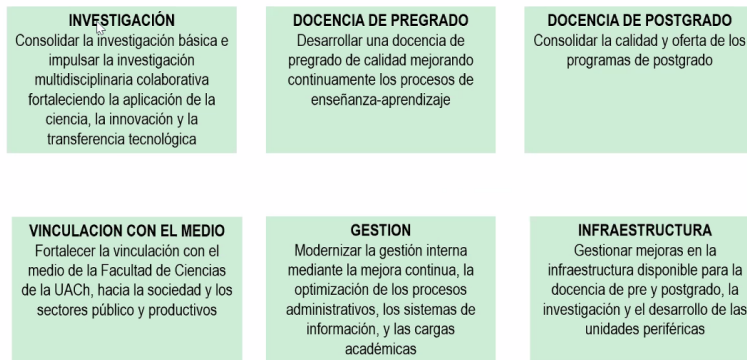 INVESTIGACIÓN
Consolidar la investigación básica e
impulsar la investigación
multidisciplinaria colaborativa
fortaleciendo la aplicación de la
ciencia, la innovación y la
transferencia tecnológica
DOCENCIA DE PREGRADO
Desarrollar una docencia de
pregrado de calidad mejorando
continuamente los procesos de
enseñanza-aprendizaje
DOCENCIA DE POSTGRADO
Consolidar la calidad y oferta de los
programas de postgrado
VINCULACION CON EL MEDIO
Fortalecer la vinculación con el
medio de la Facultad de Ciencias
de la UACh, hacia la sociedad y los
sectores público y productivos
GESTION
Modernizar la gestión interna
mediante la mejora continua, la
optimización de los procesos
administrativos, los sistemas de
información, y las cargas
académicas
INFRAESTRUCTURA
Gestionar mejoras en la
infraestructura disponible para la
docencia de pre y postgrado, la
investigación y el desarrollo de las
unidades periféricas